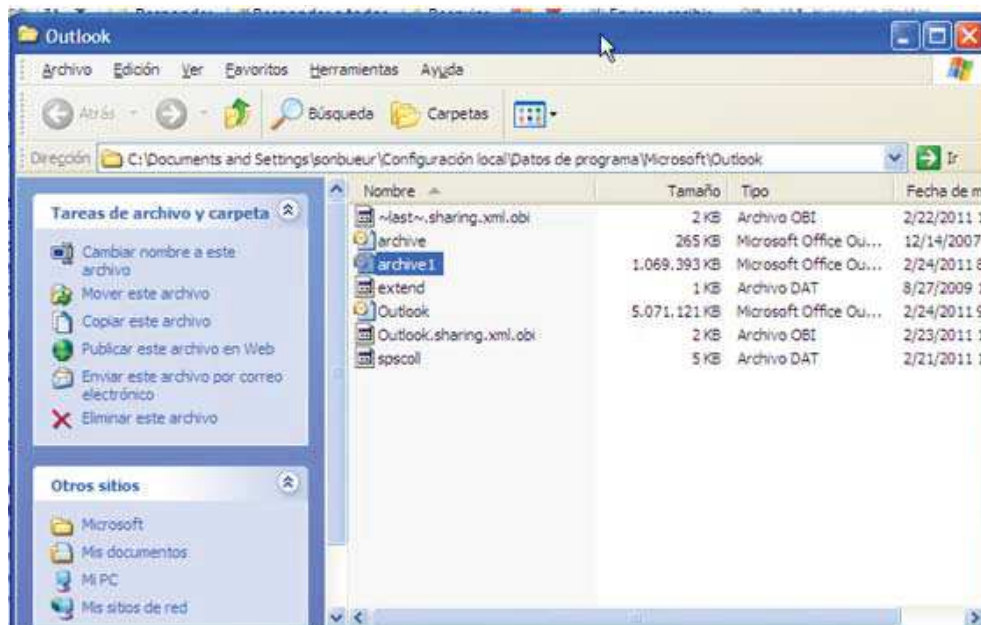 Outlook
Archivo Edición Ver Favoritos Herramientas Ayuda
Atrás Búsqueda Carpetas
Dirección C:\Documents and Settings\sonbueur\Configuración local\Datos de programa\Microsoft\Outlook Ir
Tareas de archivo y carpeta
Cambiar nombre a este
archivo
Mover este archivo
Copiar este archivo
Publicar este archivo en Web
Enviar este archivo por correo
electrónico
Eliminar este archivo
Otros sitios
Microsoft
Mis documentos
Mi PC
Mis sitios de red
Nombre Tamaño Tipo Fecha de m
~last~.sharing.xml.obi 2 KB Archivo OBI 2/22/2011 1
archive 265 KB Microsoft Office Ou... 12/14/2007
archive1 1.069.393 KB Microsoft Office Ou... 2/24/2011 8
extend 1 KB Archivo DAT 8/27/2009 1
Outlook 5.071.121 KB Microsoft Office Ou... 2/24/2011 9
Outlook.sharing.xml.obi 2 KB Archivo OBI 2/23/2011 1
spscoll 5 KB Archivo DAT 2/21/2011 1